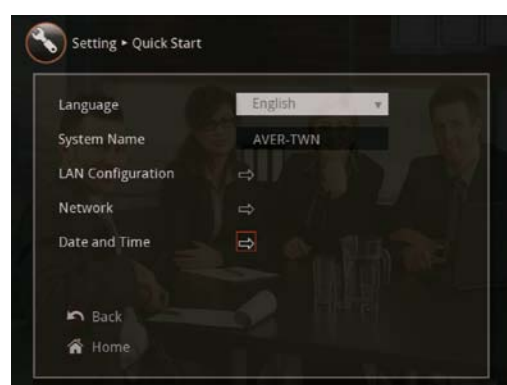 Setting ▸ Quick Start
Language English
System Name AVER-TWN
LAN Configuration
Network
Date and Time
Back
Home